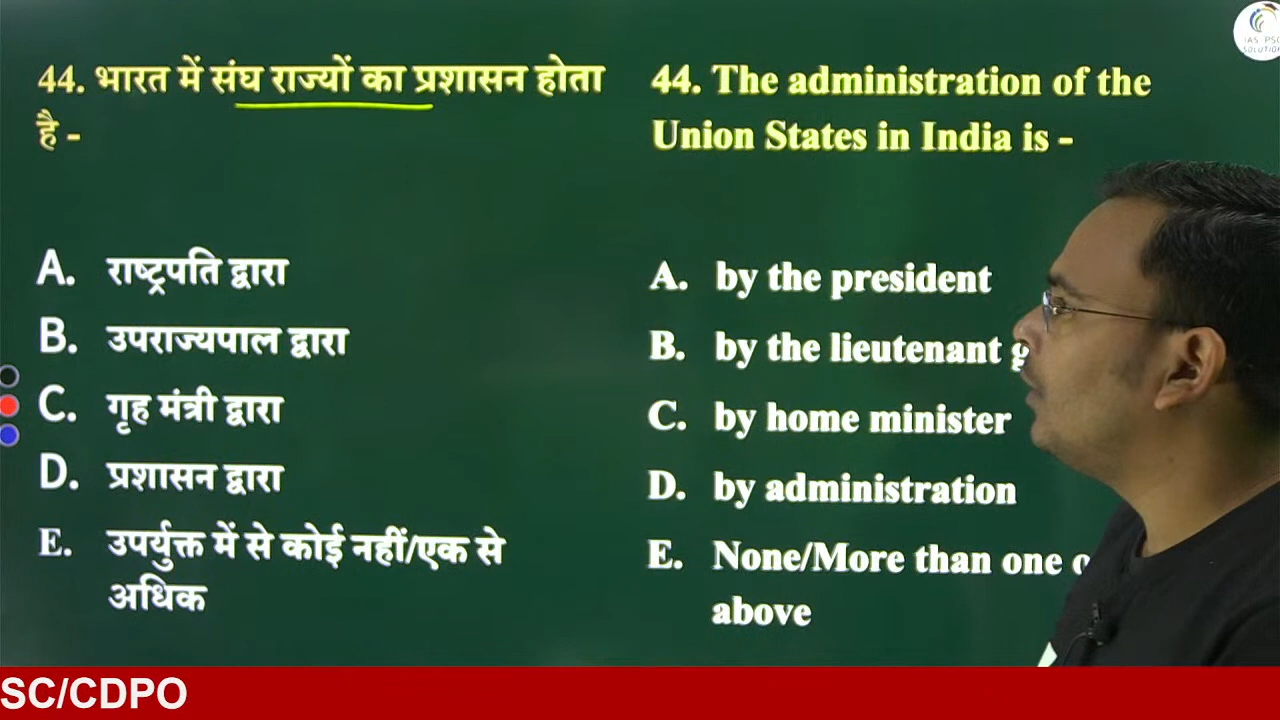 44. भारत में संघ राज्यों का प्रशासन होता
है -
A. राष्ट्रपति द्वारा
B. उपराज्यपाल द्वारा
C. गृह मंत्री द्वारा
D. प्रशासन द्वारा
E. उपर्युक्त में से कोई नहीं/एक से
अधिक
44. The administration of the
Union States in India is -
A. by the president
B. by the lieutenant
C. by home minister
D. by administration
E. None/More than one
above
SC/CDPO